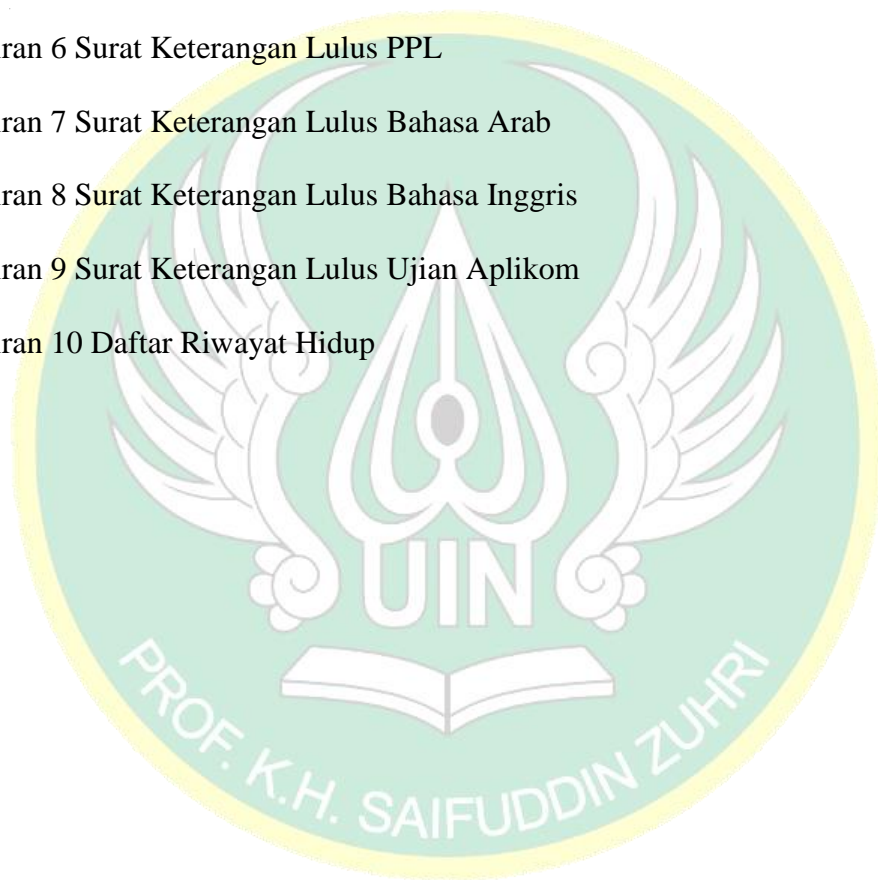 ran 6 Surat Keterangan Lulus PPL
ran 7 Surat Keterangan Lulus Bahasa Arab
ran 8 Surat Keterangan Lulus Bahasa Inggris
ran 9 Surat Keterangan Lulus Ujian Aplikom
ran 10 Daftar Riwayat Hidup
UIN
PROF. K.H. SAIFUDDIN ZUHRI